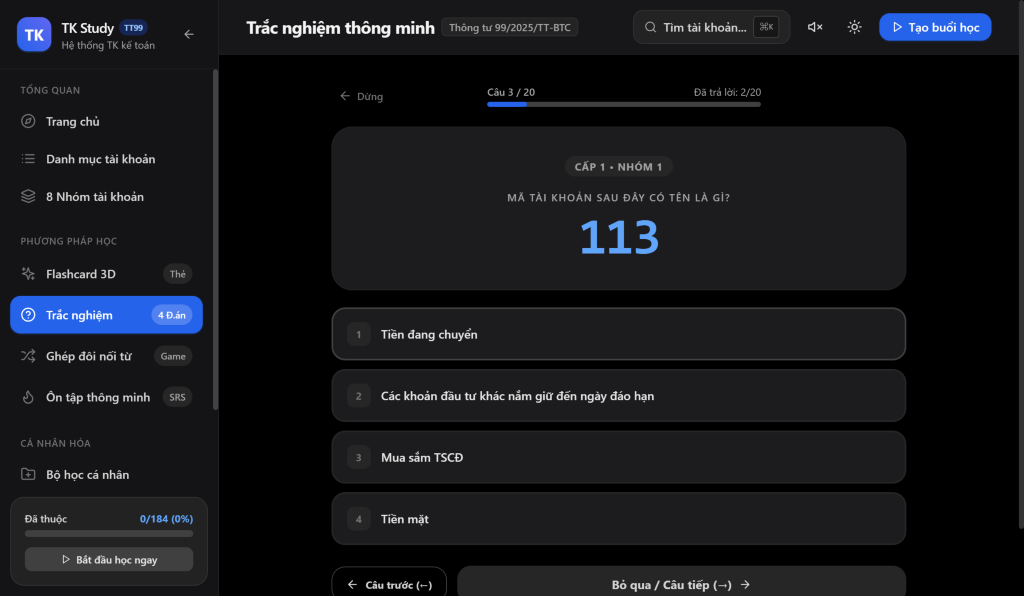 TK
TK Study TT99
Hệ thống TK kế toán
TỔNG QUAN
Trang chủ
Danh mục tài khoản
8 Nhóm tài khoản
PHƯƠNG PHÁP HỌC
Flashcard 3D Thẻ
Trắc nghiệm 4 Đ.án
Ghép đôi nối từ Game
Ôn tập thông minh SRS
CÁ NHÂN HÓA
Bộ học cá nhân
Đã thuộc 0/184 (0%)
Bắt đầu học ngay
Trắc nghiệm thông minh Thông tư 99/2025/TT-BTC
Tìm tài khoản... ⌘K
Tạo buổi học
← Dừng
Câu 3 / 20 Đã trả lời: 2/20
CẤP 1 • NHÓM 1
MÃ TÀI KHOẢN SAU ĐÂY CÓ TÊN LÀ GÌ?
113
1 Tiền đang chuyển
2 Các khoản đầu tư khác nắm giữ đến ngày đáo hạn
3 Mua sắm TSCĐ
4 Tiền mặt
← Câu trước (←)
Bỏ qua / Câu tiếp (→) →